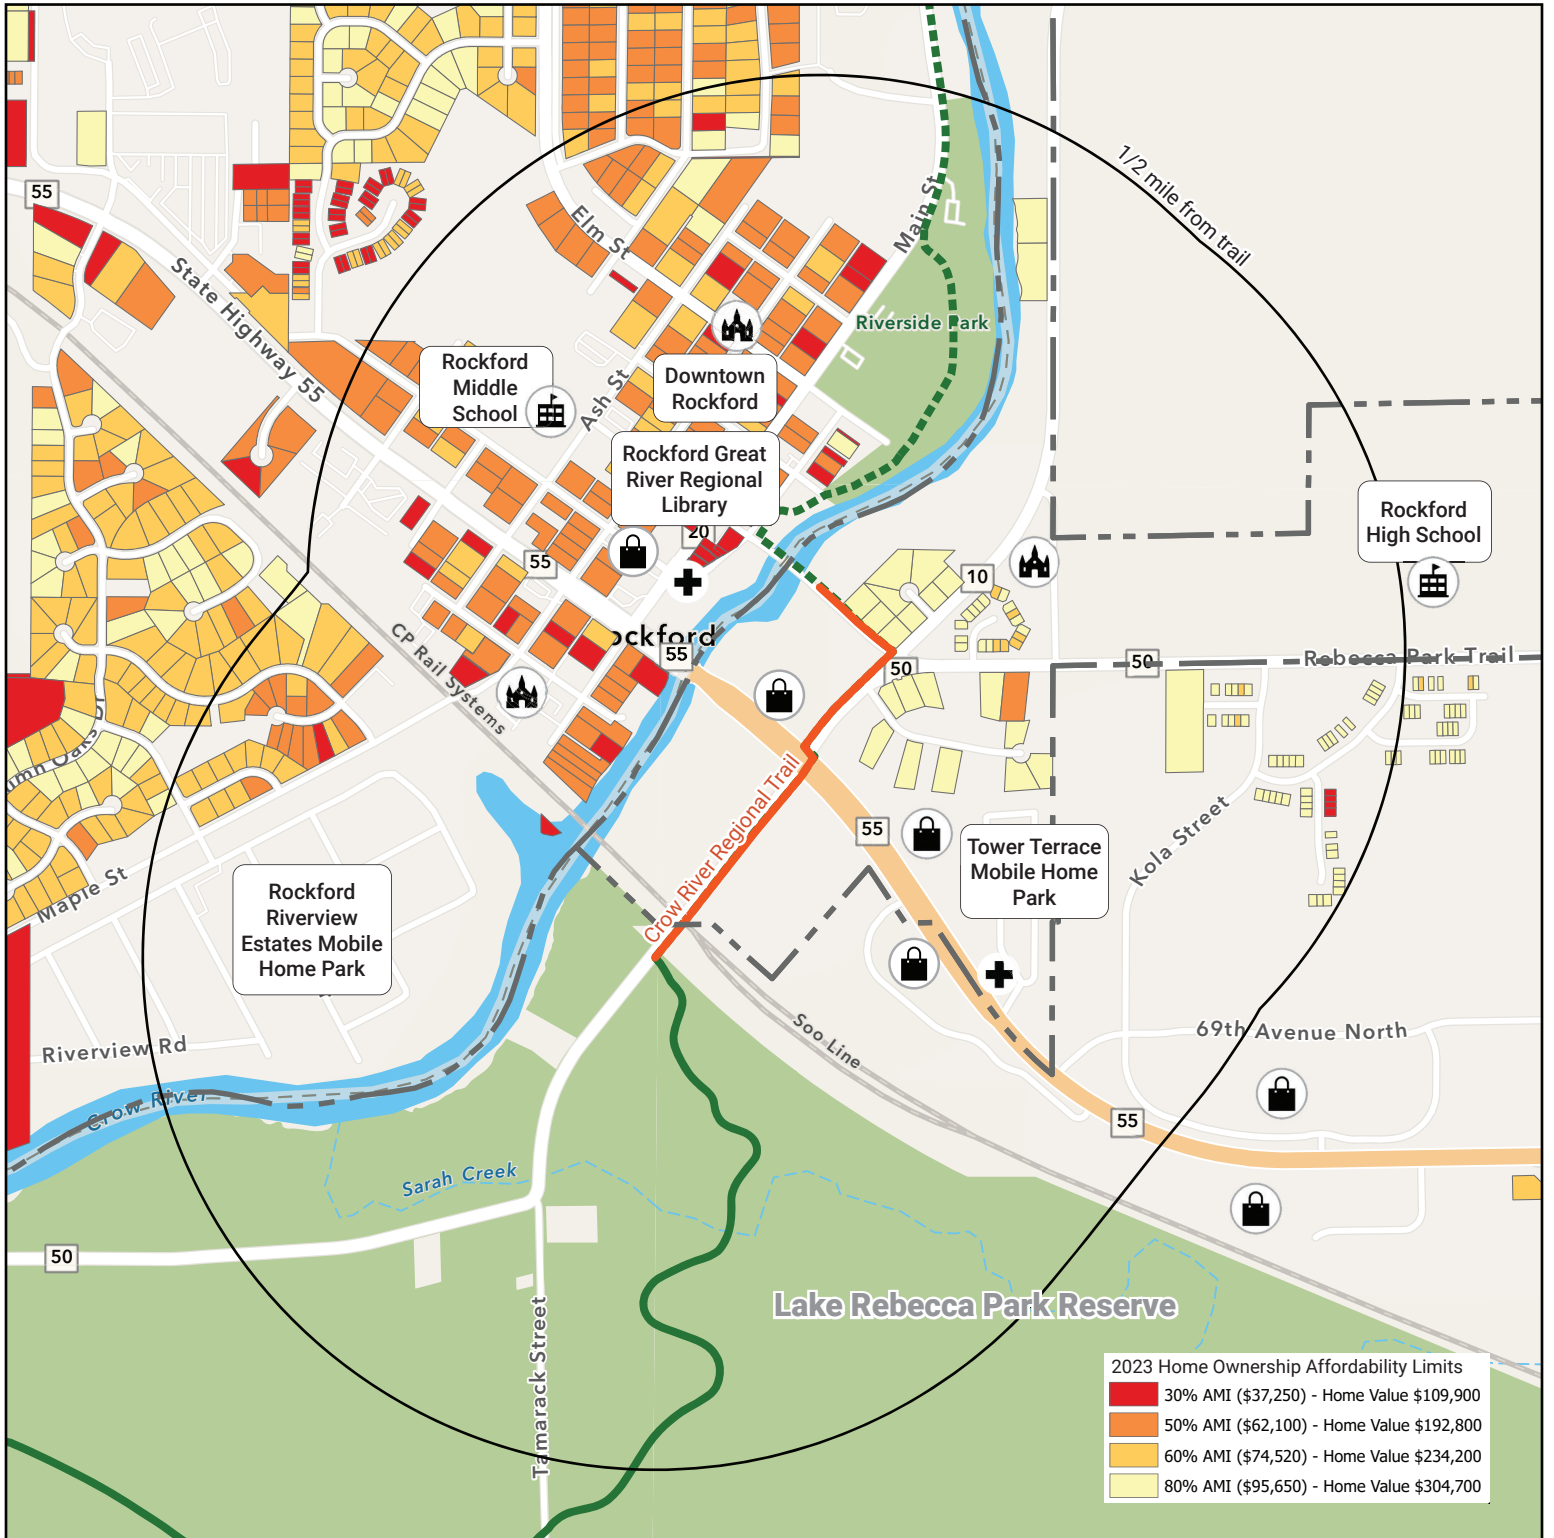 1/2 mile from trail
55
Main St
Elm St
State Highway 55
Riverside Park
Rockford
Middle
School
Downtown
Rockford
Ash St
Rockford Great
River Regional
Library
20
Rockford
High School
55
10
CP Rail Systems
ockford
55
50
50
Rebecca Park Trail
umn Oaks Dr
Crow River Regional Trail
55
Kola Street
Tower Terrace
Mobile Home
Park
Maple St
Rockford
Riverview
Estates Mobile
Home Park
Soo Line
69th Avenue North
Riverview Rd
Crow River
55
Sarah Creek
50
Lake Rebecca Park Reserve
Tamarack Street
2023 Home Ownership Affordability Limits
30% AMI ($37,250) - Home Value $109,900
50% AMI ($62,100) - Home Value $192,800
60% AMI ($74,520) - Home Value $234,200
80% AMI ($95,650) - Home Value $304,700